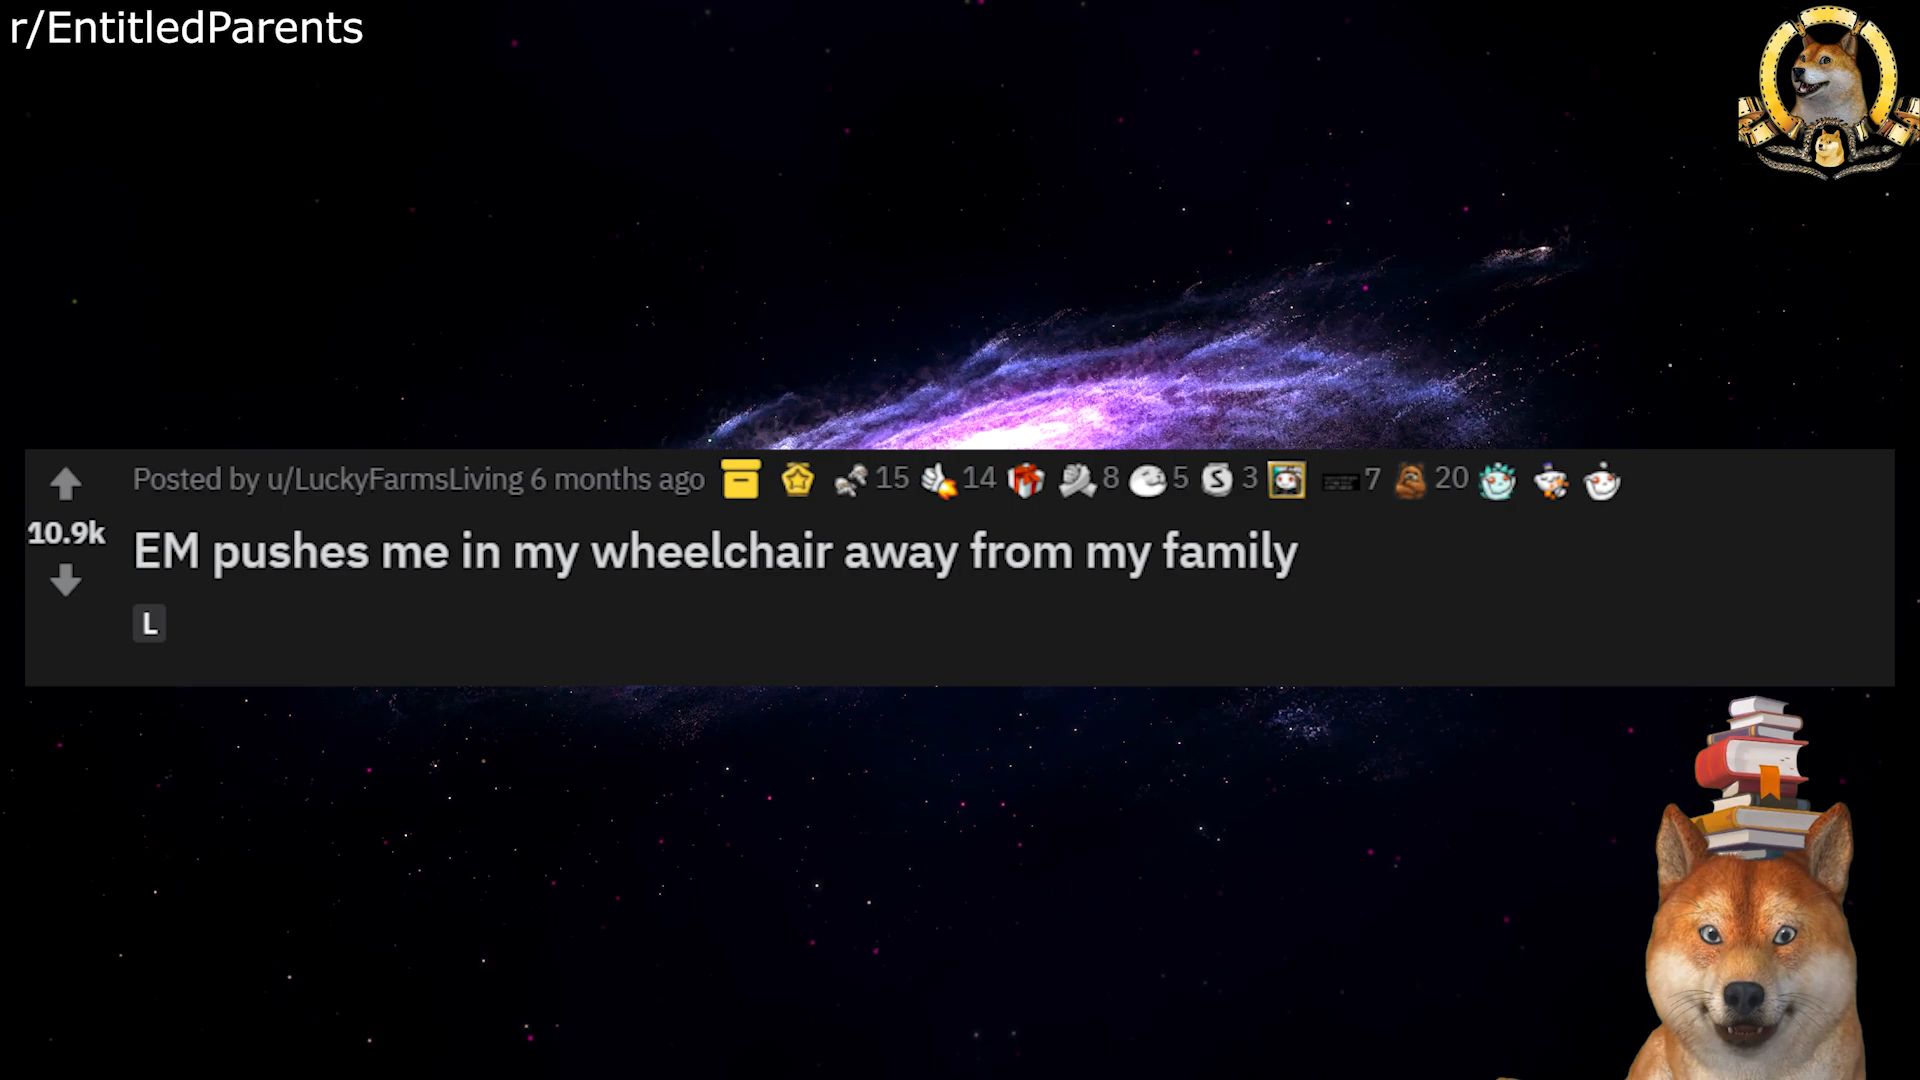 r/EntitledParents
Posted by u/LuckyFarmsLiving 6 months ago 15 14 8 5 3 7 20
10.9k
EM pushes me in my wheelchair away from my family
L